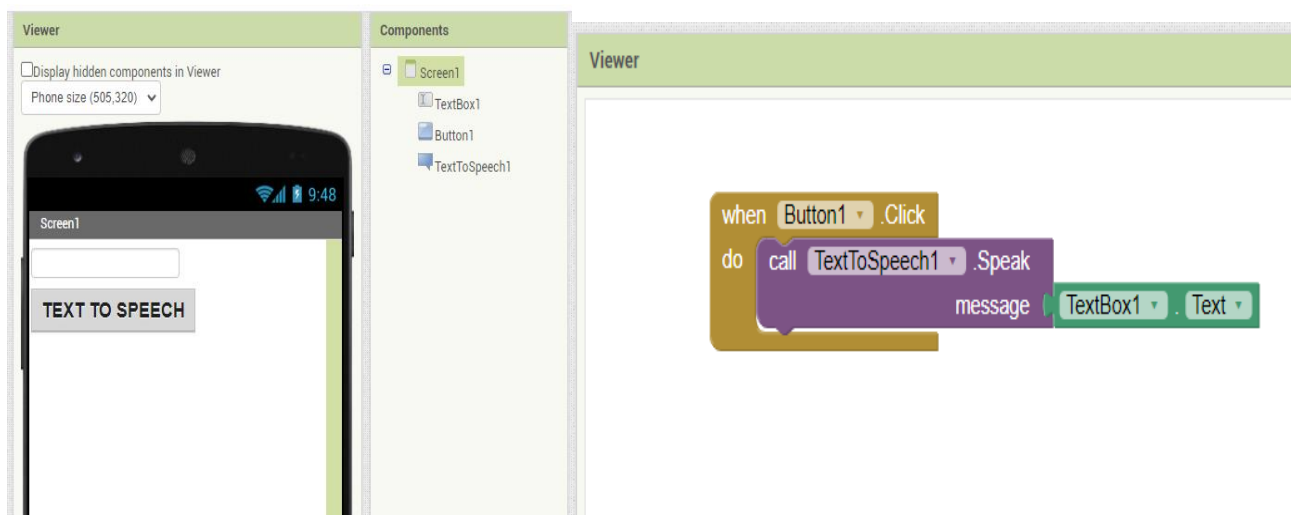 Viewer
Display hidden components in Viewer
Phone size (505,320)
9:48
Screen1
TEXT TO SPEECH
Components
Screen1
TextBox1
Button1
TextToSpeech1
Viewer
when Button1 .Click
do call TextToSpeech1 .Speak
message TextBox1 . Text